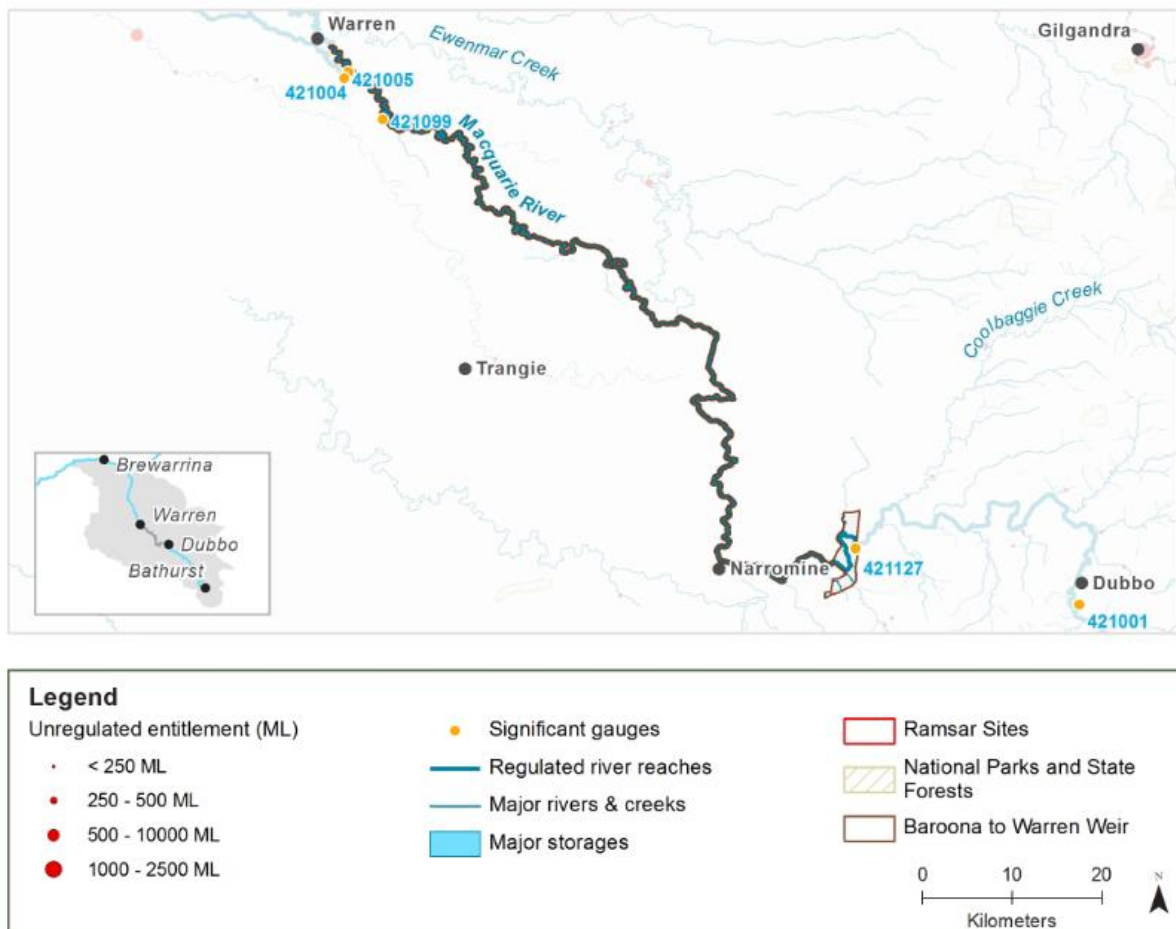 Warren
Gilgandra
Ewenmar Creek
421005
421004
421099
Macquarie River
Coolbaggie Creek
Trangie
Brewarrina
Warren
Dubbo
Bathurst
Narromine
421127
Dubbo
421001
Legend
Unregulated entitlement (ML)
< 250 ML
250 - 500 ML
500 - 10000 ML
1000 - 2500 ML
Significant gauges
Regulated river reaches
Major rivers & creeks
Major storages
Ramsar Sites
National Parks and State
Forests
Baroona to Warren Weir
0 10 20
Kilometers
N